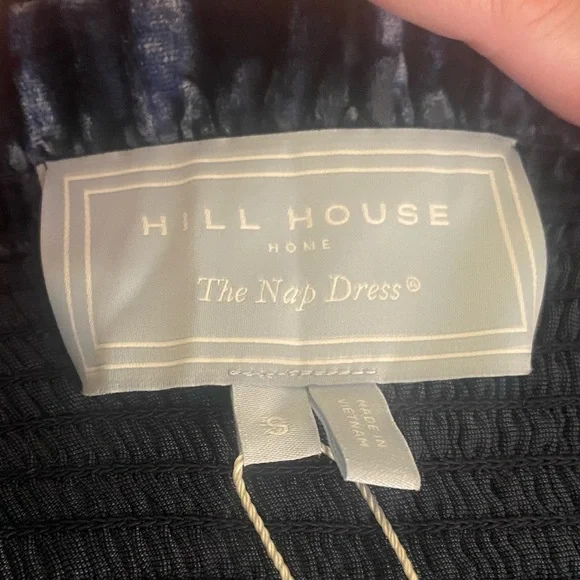 HILL HOUSE
HOME
The Nap Dress®
S
MADE IN
VIETNAM